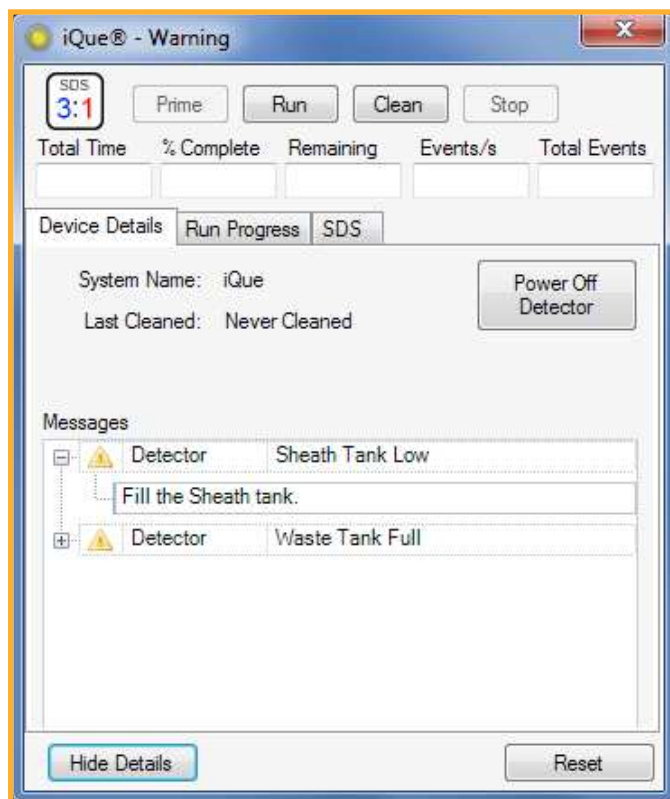 iQue® - Warning
SDS
3:1
Prime Run Clean Stop
Total Time % Complete Remaining Events/s Total Events
Device Details Run Progress SDS
System Name: iQue
Power Off
Detector
Last Cleaned: Never Cleaned
Messages
Detector Sheath Tank Low
Fill the Sheath tank.
Detector Waste Tank Full
Hide Details Reset